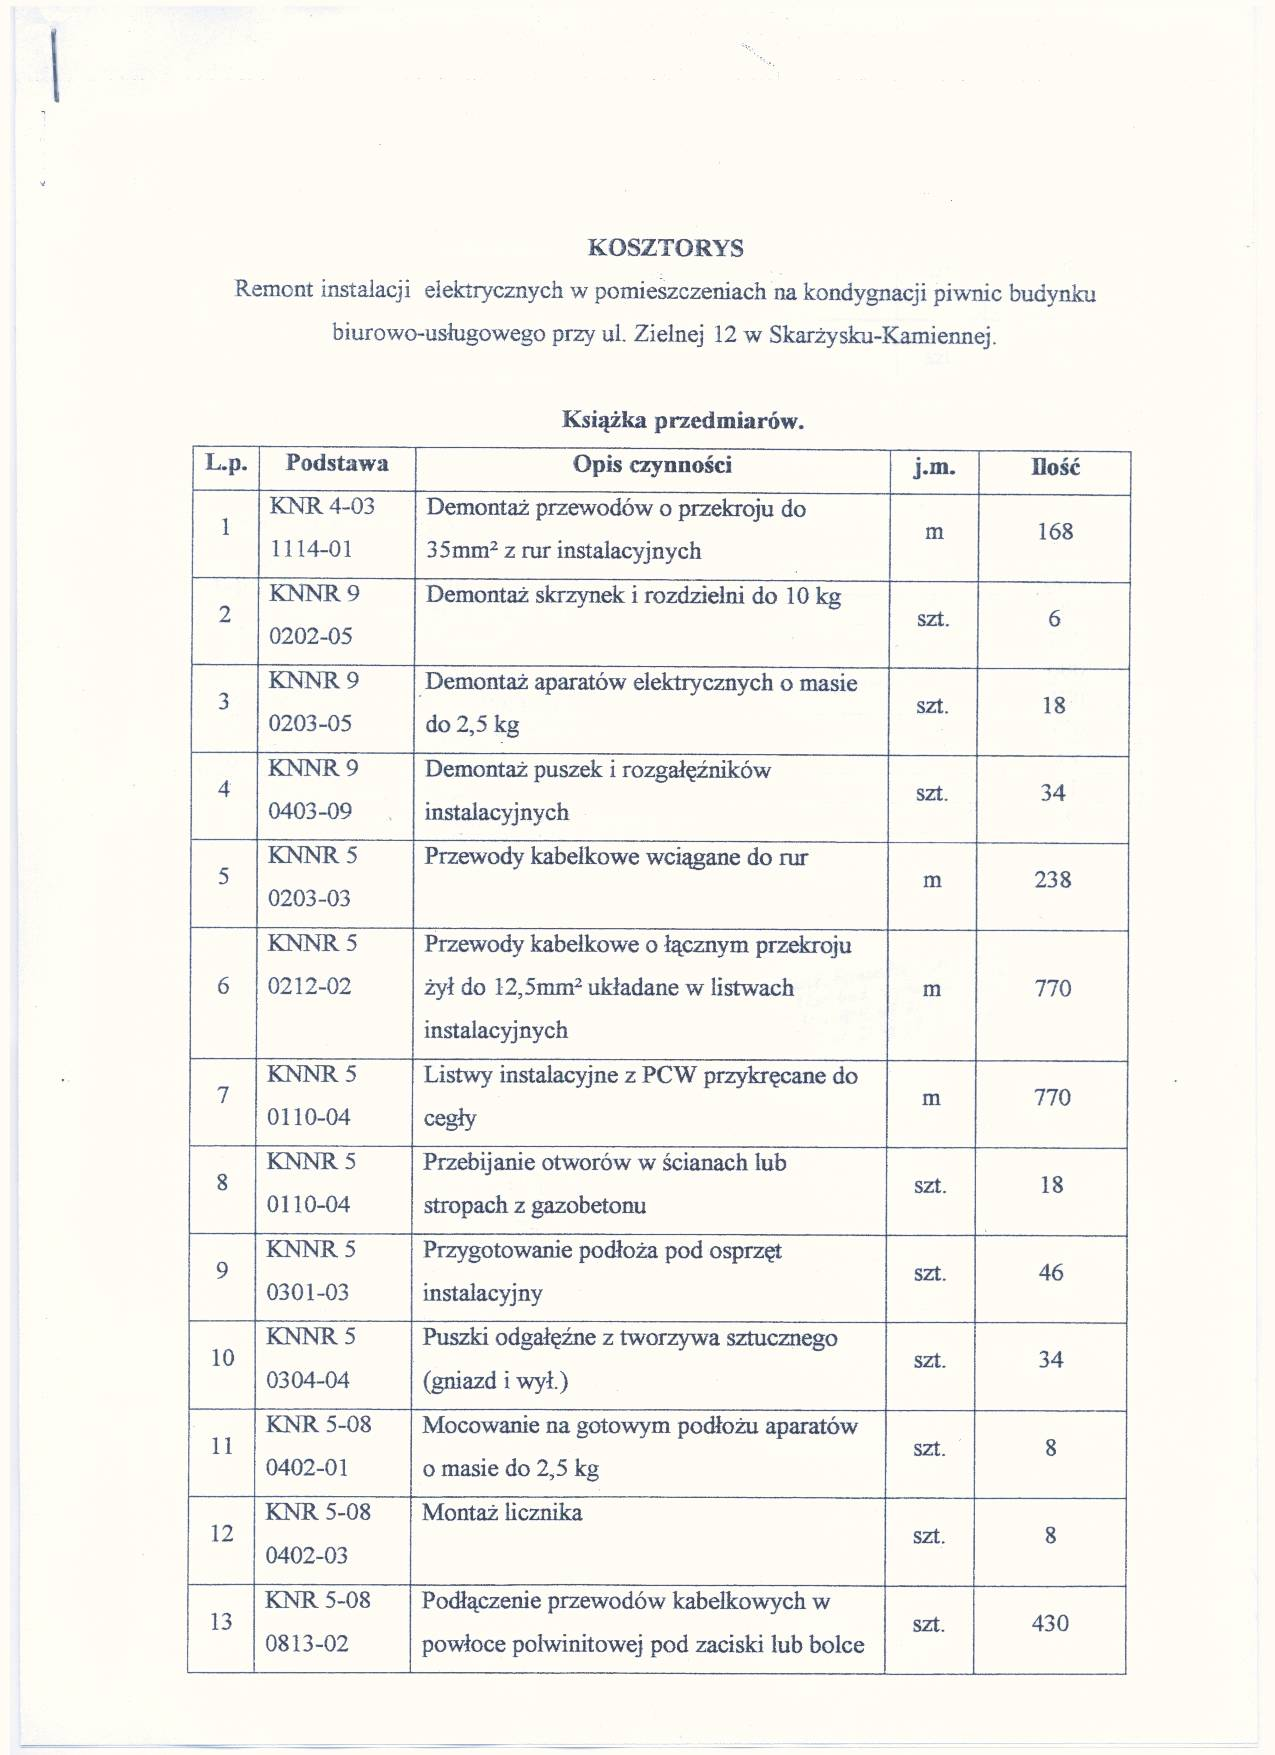 KOSZTORYS
Remont instalacji elektrycznych w pomieszczeniach na kondygnacji piwnic budynku
biurowo-usługowego przy ul. Zielnej 12 w Skarżysku-Kamiennej.
Książka przedmiarów.
L.p. Podstawa Opis czynności j.m. Ilość
1 KNR 4-03 Demontaż przewodów o przekroju do m 168
1114-01 35mm² z rur instalacyjnych
2 KNNR 9 Demontaż skrzynek i rozdzielni do 10 kg szt. 6
0202-05
3 KNNR 9 Demontaż aparatów elektrycznych o masie szt. 18
0203-05 do 2,5 kg
4 KNNR 9 Demontaż puszek i rozgałęźników szt. 34
0403-09 instalacyjnych
5 KNNR 5 Przewody kabelkowe wciągane do rur m 238
0203-03
KNNR 5 Przewody kabelkowe o łącznym przekroju
6 0212-02 żył do 12,5mm² układane w listwach m 770
instalacyjnych
7 KNNR 5 Listwy instalacyjne z PCW przykręcane do m 770
0110-04 cegły
8 KNNR 5 Przebijanie otworów w ścianach lub szt. 18
0110-04 stropach z gazobetonu
9 KNNR 5 Przygotowanie podłoża pod osprzęt szt. 46
0301-03 instalacyjny
10 KNNR 5 Puszki odgałęźne z tworzywa sztucznego szt. 34
0304-04 (gniazd i wył.)
11 KNR 5-08 Mocowanie na gotowym podłożu aparatów szt. 8
0402-01 o masie do 2,5 kg
12 KNR 5-08 Montaż licznika szt. 8
0402-03
13 KNR 5-08 Podłączenie przewodów kabelkowych w szt. 430
0813-02 powłoce polwinitowej pod zaciski lub bolce